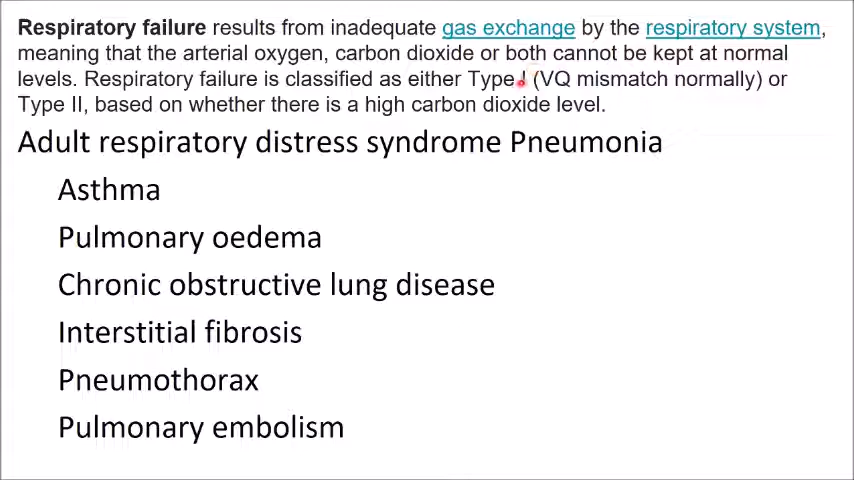 Respiratory failure results from inadequate gas exchange by the respiratory system,
meaning that the arterial oxygen, carbon dioxide or both cannot be kept at normal
levels. Respiratory failure is classified as either Type I (VQ mismatch normally) or
Type II, based on whether there is a high carbon dioxide level.
Adult respiratory distress syndrome Pneumonia
Asthma
Pulmonary oedema
Chronic obstructive lung disease
Interstitial fibrosis
Pneumothorax
Pulmonary embolism